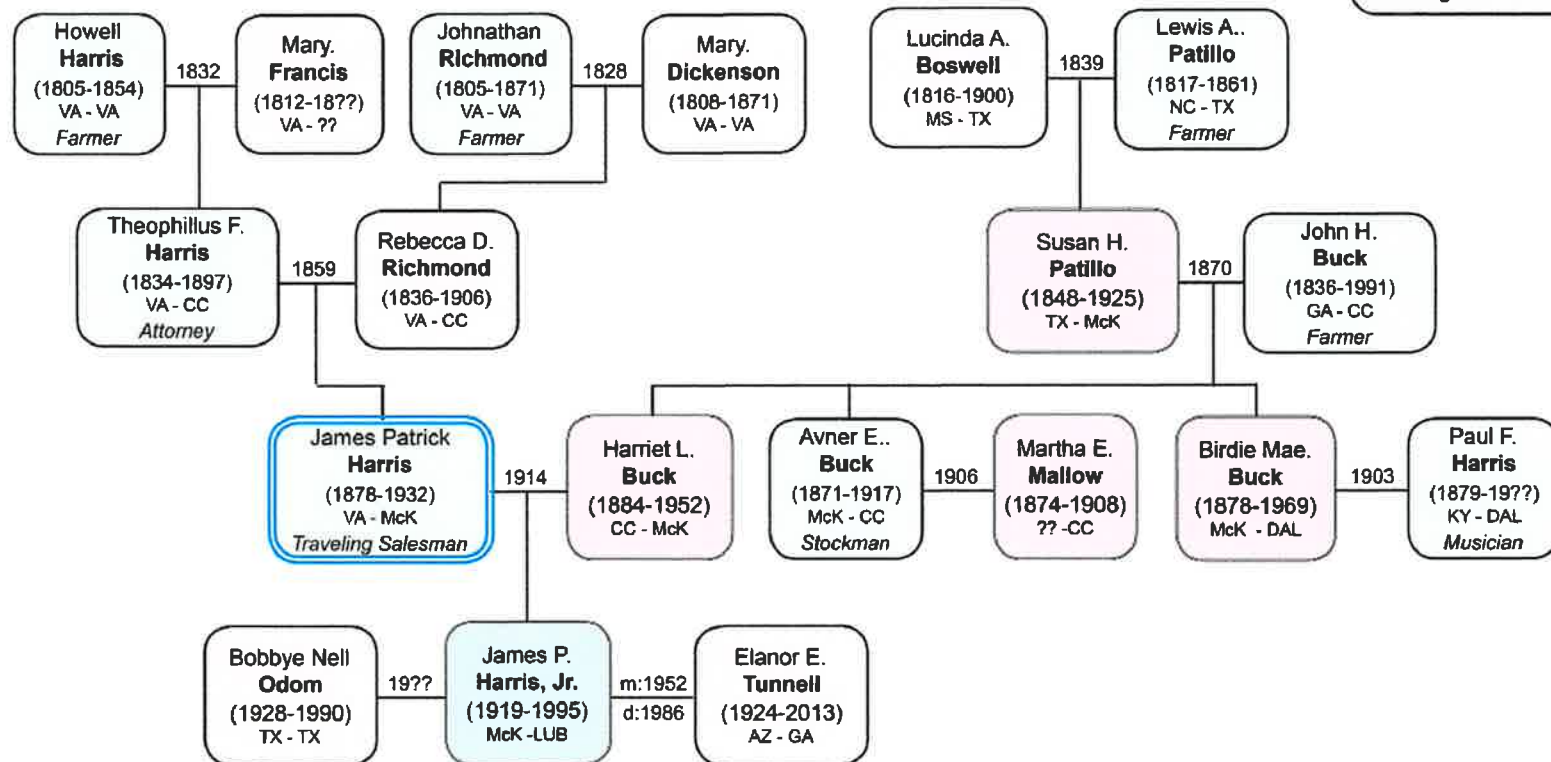 Howell
Harris
(1805-1854)
VA - VA
Farmer
1832
Mary.
Francis
(1812-18??)
VA - ??
Johnathan
Richmond
(1805-1871)
VA - VA
Farmer
1828
Mary.
Dickenson
(1808-1871)
VA - VA
Lucinda A.
Boswell
(1816-1900)
MS - TX
1839
Lewis A..
Patillo
(1817-1861)
NC - TX
Farmer
Theophillus F.
Harris
(1834-1897)
VA - CC
Attorney
1859
Rebecca D.
Richmond
(1836-1906)
VA - CC
Susan H.
Patillo
(1848-1925)
TX - McK
1870
John H.
Buck
(1836-1991)
GA - CC
Farmer
James Patrick
Harris
(1878-1932)
VA - McK
Traveling Salesman
1914
Harriet L.
Buck
(1884-1952)
CC - McK
Avner E..
Buck
(1871-1917)
McK - CC
Stockman
1906
Martha E.
Mallow
(1874-1908)
?? -CC
Birdie Mae.
Buck
(1878-1969)
McK - DAL
1903
Paul F.
Harris
(1879-19??)
KY - DAL
Musician
Bobbye Nell
Odom
(1928-1990)
TX - TX
19??
James P.
Harris, Jr.
(1919-1995)
McK -LUB
m:1952
d:1986
Elanor E.
Tunnell
(1924-2013)
AZ - GA